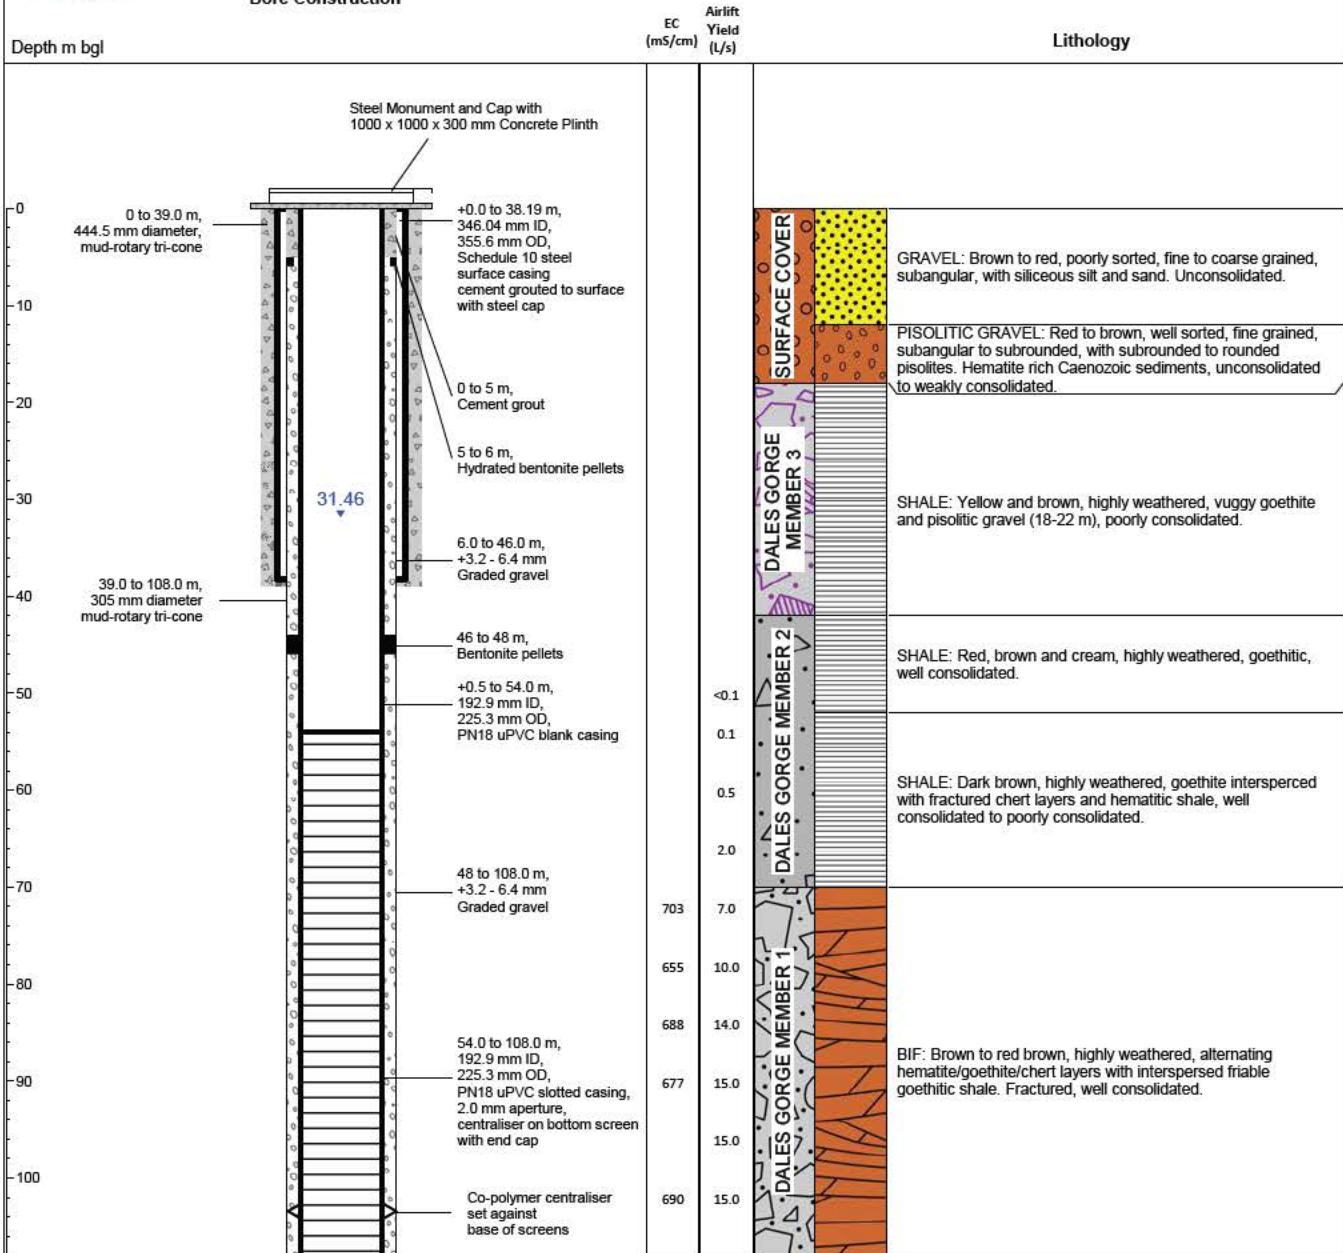 Bore Construction
Depth m bgl
EC
(mS/cm)
Airlift
Yield
(L/s)
Lithology
Steel Monument and Cap with
1000 x 1000 x 300 mm Concrete Plinth
0
10
20
30
40
50
60
70
80
90
100
0 to 39.0 m,
444.5 mm diameter,
mud-rotary tri-cone
39.0 to 108.0 m,
305 mm diameter
mud-rotary tri-cone
31.46
+0.0 to 38.19 m,
346.04 mm ID,
355.6 mm OD,
Schedule 10 steel
surface casing
cement grouted to surface
with steel cap
0 to 5 m,
Cement grout
5 to 6 m,
Hydrated bentonite pellets
6.0 to 46.0 m,
+3.2 - 6.4 mm
Graded gravel
46 to 48 m,
Bentonite pellets
+0.5 to 54.0 m,
192.9 mm ID,
225.3 mm OD,
PN18 uPVC blank casing
48 to 108.0 m,
+3.2 - 6.4 mm
Graded gravel
54.0 to 108.0 m,
192.9 mm ID,
225.3 mm OD,
PN18 uPVC slotted casing,
2.0 mm aperture,
centraliser on bottom screen
with end cap
Co-polymer centraliser
set against
base of screens
703
655
688
677
690
<0.1
0.1
0.5
2.0
7.0
10.0
14.0
15.0
15.0
15.0
SURFACE COVER
DALES GORGE
MEMBER 3
DALES GORGE MEMBER 2
DALES GORGE MEMBER 1
GRAVEL: Brown to red, poorly sorted, fine to coarse grained,
subangular, with siliceous silt and sand. Unconsolidated.
PISOLITIC GRAVEL: Red to brown, well sorted, fine grained,
subangular to subrounded, with subrounded to rounded
pisolites. Hematite rich Caenozoic sediments, unconsolidated
to weakly consolidated.
SHALE: Yellow and brown, highly weathered, vuggy goethite
and pisolitic gravel (18-22 m), poorly consolidated.
SHALE: Red, brown and cream, highly weathered, goethitic,
well consolidated.
SHALE: Dark brown, highly weathered, goethite intersperced
with fractured chert layers and hematitic shale, well
consolidated to poorly consolidated.
BIF: Brown to red brown, highly weathered, alternating
hematite/goethite/chert layers with interspersed friable
goethitic shale. Fractured, well consolidated.